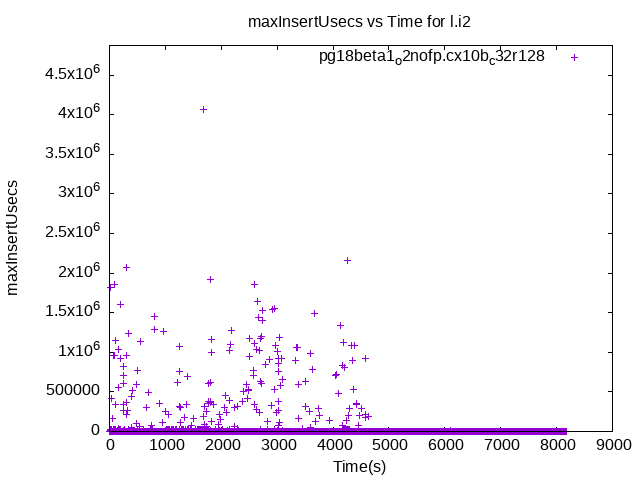 maxInsertUsecs vs Time for l.i2
pg18beta1o2nofp.cx10bc32r128
4.5x10^6
4x10^6
3.5x10^6
3x10^6
2.5x10^6
2x10^6
1.5x10^6
1x10^6
500000
0
maxInsertUsecs
0 1000 2000 3000 4000 5000 6000 7000 8000 9000
Time(s)